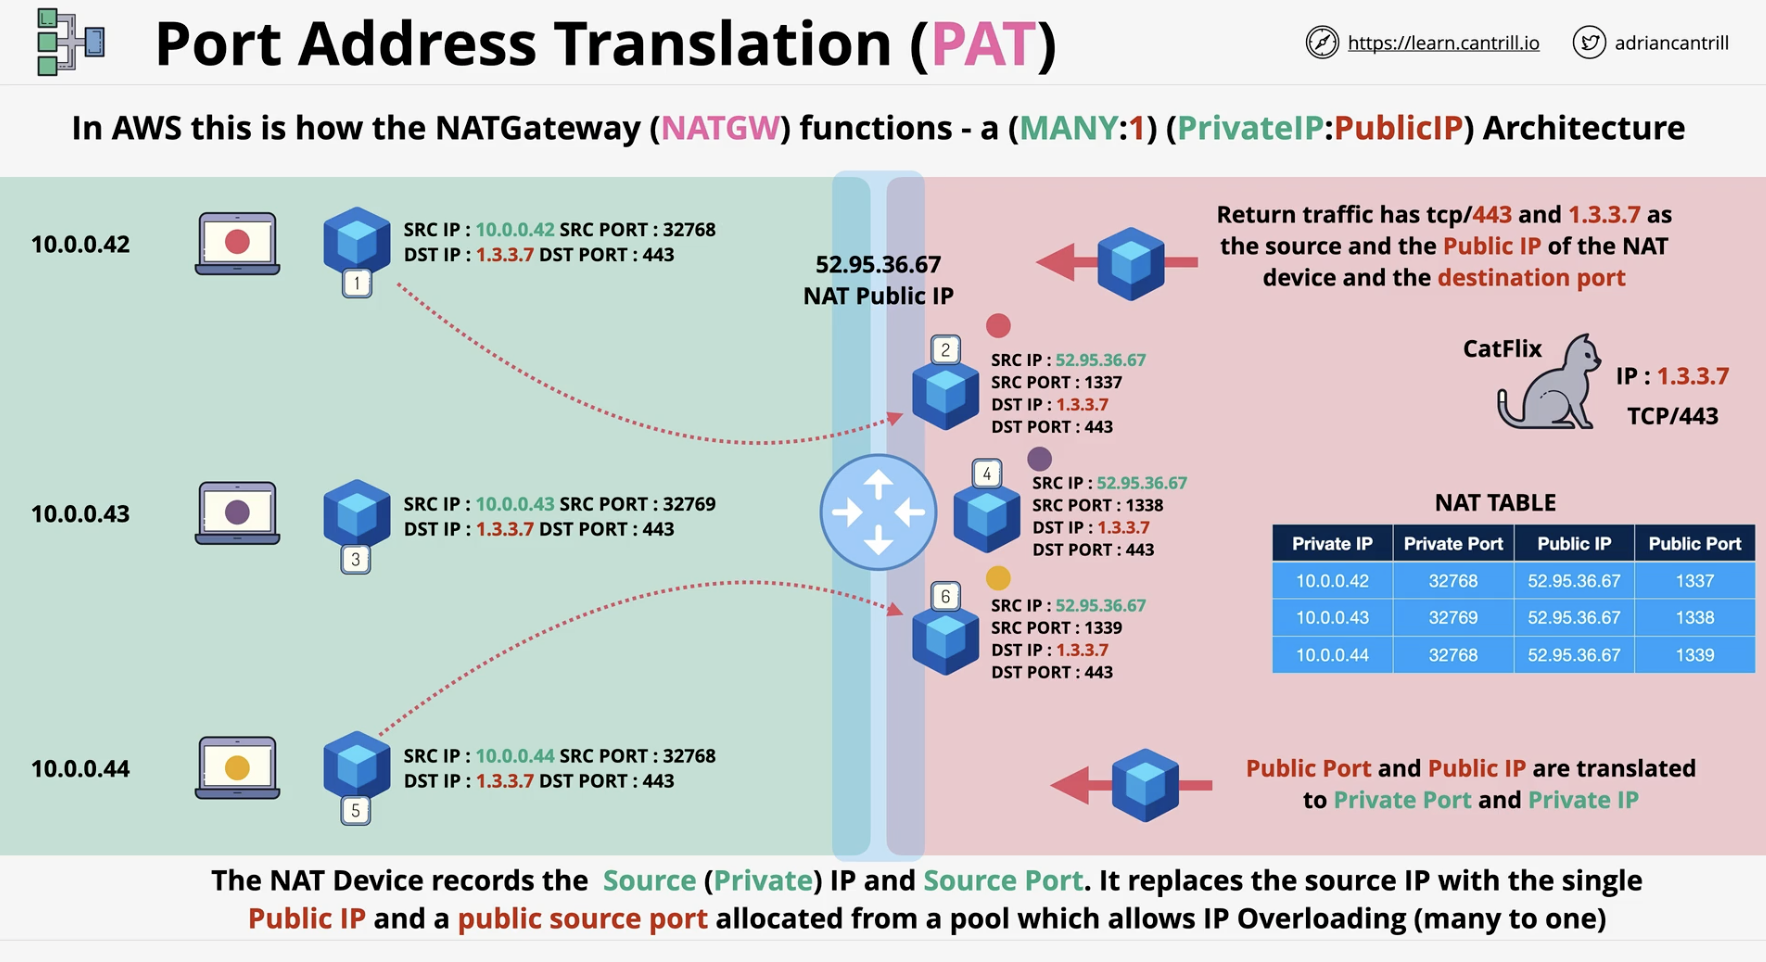 Port Address Translation (PAT)
https://learn.cantrill.io
adriancantrill
In AWS this is how the NATGateway (NATGW) functions - a (MANY:1) (PrivateIP:PublicIP) Architecture
10.0.0.42
SRC IP : 10.0.0.42 SRC PORT : 32768
DST IP : 1.3.3.7 DST PORT : 443
1
52.95.36.67
NAT Public IP
Return traffic has tcp/443 and 1.3.3.7 as
the source and the Public IP of the NAT
device and the destination port
2
SRC IP : 52.95.36.67
SRC PORT : 1337
DST IP : 1.3.3.7
DST PORT : 443
CatFlix
IP : 1.3.3.7
TCP/443
10.0.0.43
SRC IP : 10.0.0.43 SRC PORT : 32769
DST IP : 1.3.3.7 DST PORT : 443
3
4
SRC IP : 52.95.36.67
SRC PORT : 1338
DST IP : 1.3.3.7
DST PORT : 443
6
SRC IP : 52.95.36.67
SRC PORT : 1339
DST IP : 1.3.3.7
DST PORT : 443
NAT TABLE
Private IP Private Port Public IP Public Port
10.0.0.42 32768 52.95.36.67 1337
10.0.0.43 32769 52.95.36.67 1338
10.0.0.44 32768 52.95.36.67 1339
10.0.0.44
SRC IP : 10.0.0.44 SRC PORT : 32768
DST IP : 1.3.3.7 DST PORT : 443
5
Public Port and Public IP are translated
to Private Port and Private IP
The NAT Device records the Source (Private) IP and Source Port. It replaces the source IP with the single
Public IP and a public source port allocated from a pool which allows IP Overloading (many to one)